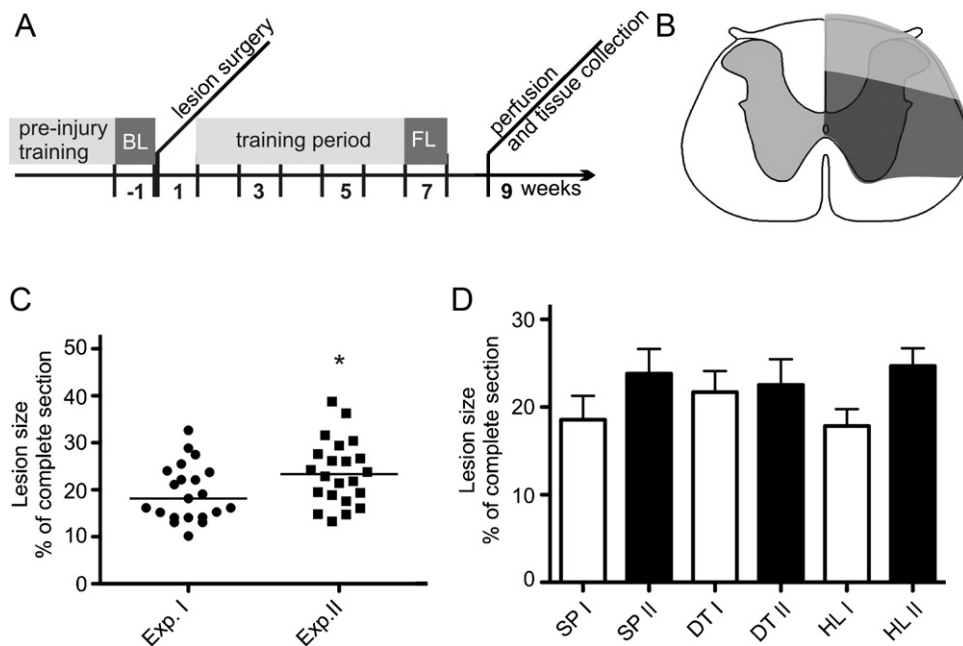 A
lesion surgery
perfusion
and tissue collection
pre-injury
training
BL
training period
FL
-1 1 3 5 7 9 weeks
B
C
Lesion size
% of complete section
50
40
30
20
10
0
*
Exp. I
Exp.II
D
Lesion size
% of complete section
30
20
10
0
SP I
SP II
DT I
DT II
HL I
HL II